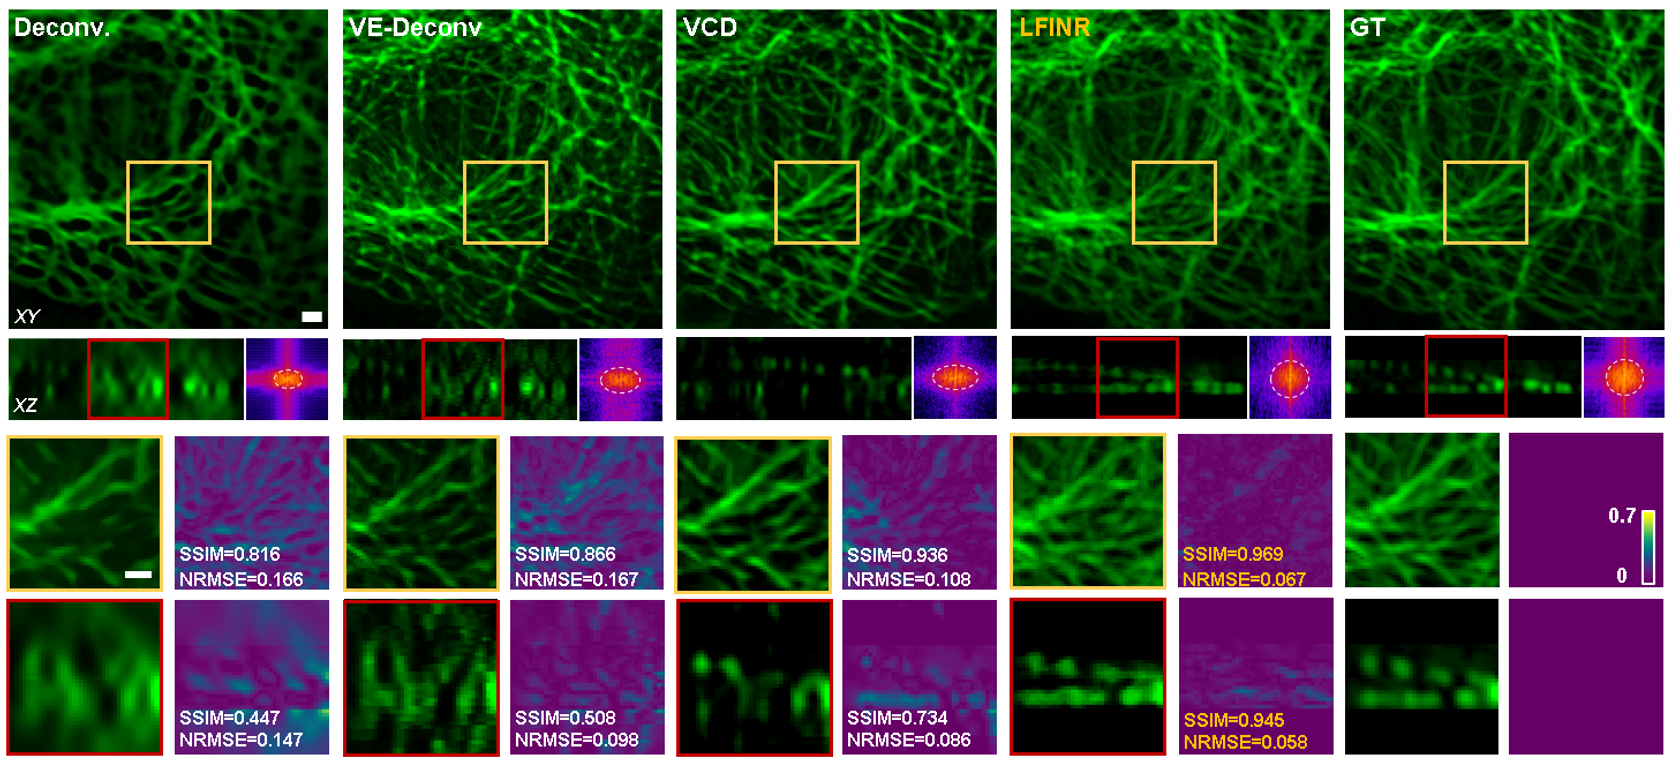 Deconv.
VE-Deconv
VCD
LFINR
GT
XY
XZ
SSIM=0.816
NRMSE=0.166
SSIM=0.866
NRMSE=0.167
SSIM=0.936
NRMSE=0.108
SSIM=0.969
NRMSE=0.067
0.7
0
SSIM=0.447
NRMSE=0.147
SSIM=0.508
NRMSE=0.098
SSIM=0.734
NRMSE=0.086
SSIM=0.945
NRMSE=0.058